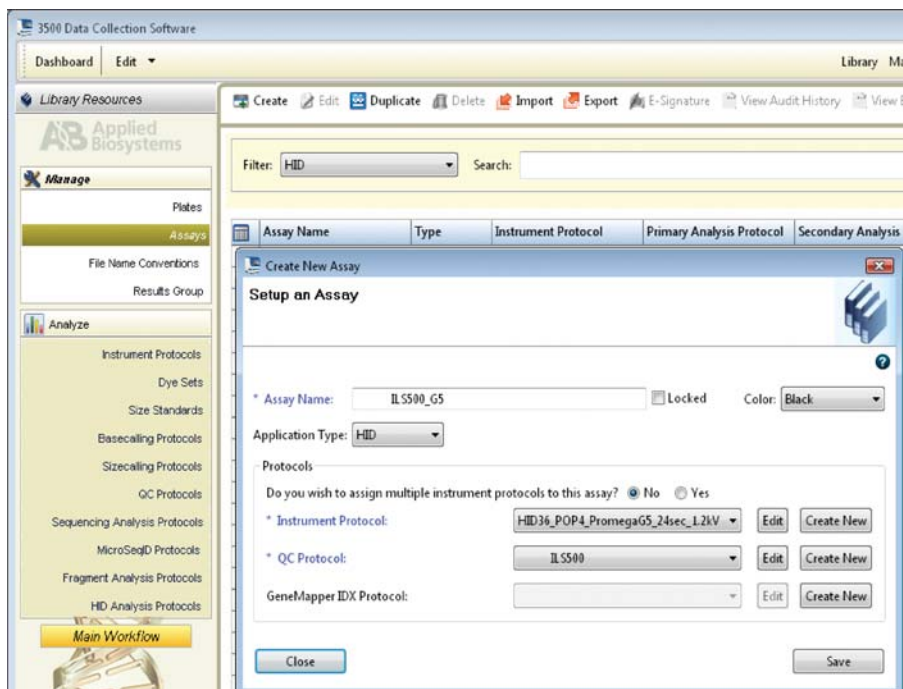 3500 Data Collection Software
Dashboard Edit Library
Library Resources
Applied Biosystems
Manage
Plates
Assays
File Name Conventions
Results Group
Analyze
Instrument Protocols
Dye Sets
Size Standards
Basecalling Protocols
Sizecalling Protocols
QC Protocols
Sequencing Analysis Protocols
MicroSeqID Protocols
Fragment Analysis Protocols
HID Analysis Protocols
Main Workflow
Create Edit Duplicate Delete Import Export E-Signature View Audit History View
Filter: HID Search:
Assay Name Type Instrument Protocol Primary Analysis Protocol Secondary Analysis
Create New Assay
Setup an Assay
* Assay Name: ILS500_G5 Locked Color: Black
Application Type: HID
Protocols
Do you wish to assign multiple instrument protocols to this assay? No Yes
* Instrument Protocol: HID36_POP4_PromegaG5_24sec_1.2kV Edit Create New
* QC Protocol: ILS500 Edit Create New
GeneMapper IDX Protocol: Edit Create New
Close Save